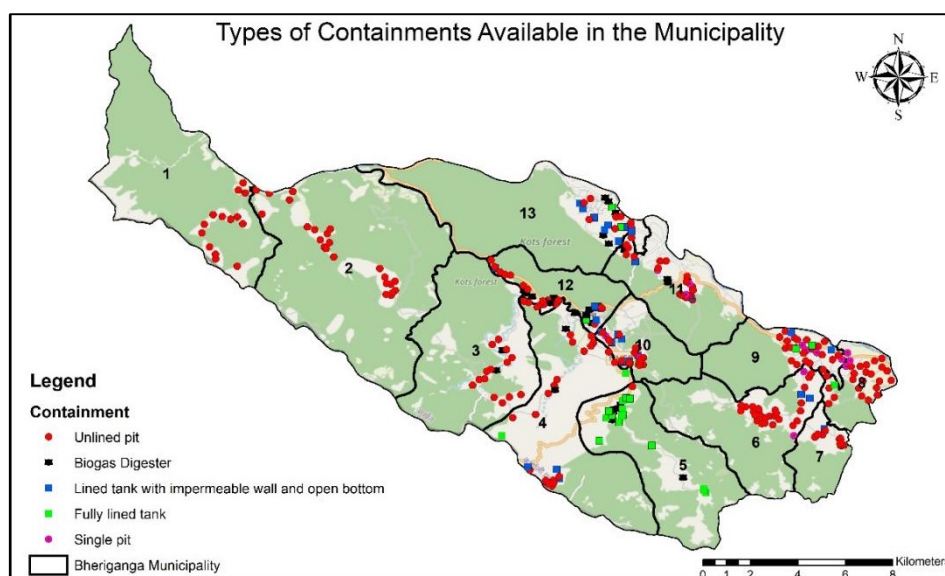 Types of Containments Available in the Municipality
N
W E
S
1
13
Kots forest
2
Kots forest
12
11
3
10
9
8
4
6
5
7
Legend
Containment
Unlined pit
Biogas Digester
Lined tank with impermeable wall and open bottom
Fully lined tank
Single pit
Bheriganga Municipality
Kilometer
0 1 2 4 6 8